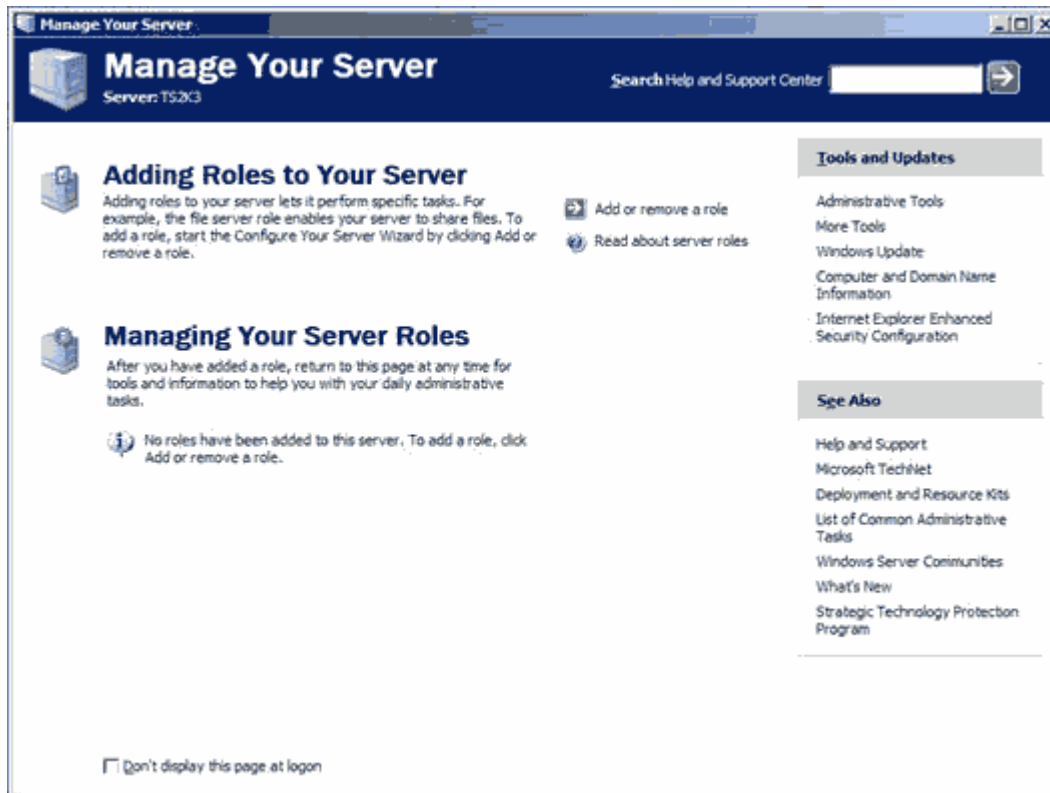 Manage Your Server
Manage Your Server
Server: TS2K3
Search Help and Support Center
Adding Roles to Your Server
Adding roles to your server lets it perform specific tasks. For
example, the file server role enables your server to share files. To
add a role, start the Configure Your Server Wizard by clicking Add or
remove a role.
Add or remove a role
Read about server roles
Managing Your Server Roles
After you have added a role, return to this page at any time for
tools and information to help you with your daily administrative
tasks.
No roles have been added to this server. To add a role, click
Add or remove a role.
Tools and Updates
Administrative Tools
More Tools
Windows Update
Computer and Domain Name
Information
Internet Explorer Enhanced
Security Configuration
See Also
Help and Support
Microsoft TechNet
Deployment and Resource Kits
List of Common Administrative
Tasks
Windows Server Communities
What's New
Strategic Technology Protection
Program
Don't display this page at logon